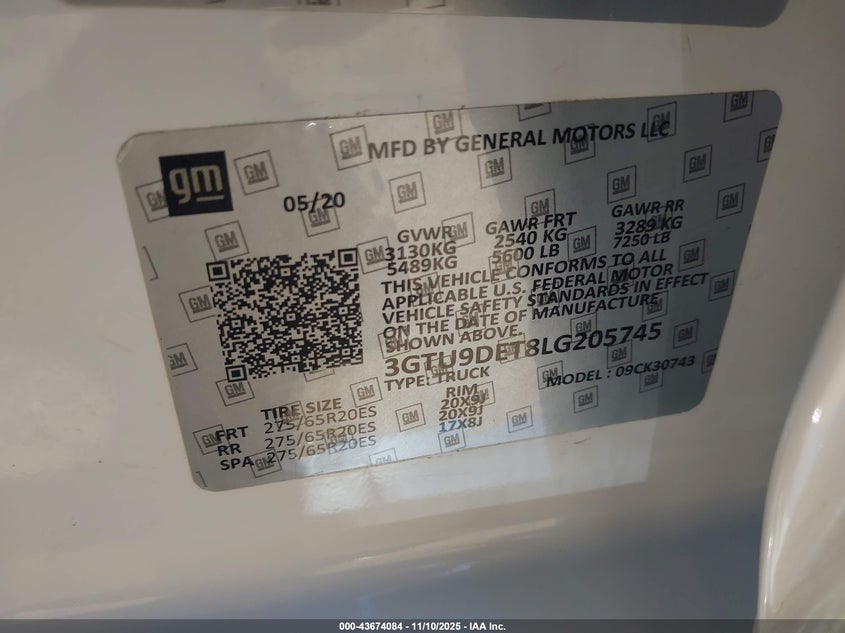 gm
MFD BY GENERAL MOTORS LLC
05/20
GVWR GAWR FRT GAWR RR
3130KG 2540 KG 3289 KG
5489KG 5600 LB 7250 LB
THIS VEHICLE CONFORMS TO ALL
APPLICABLE U.S. FEDERAL MOTOR
VEHICLE SAFETY STANDARDS IN EFFECT
ON THE DATE OF MANUFACTURE
SHOWN ABOVE.
3GTU9DET8LG205745
TYPE: TRUCK MODEL : 09CK30743
TIRE SIZE RIM
FRT 275/65R20ES 20X9J
RR 275/65R20ES 20X9J
SPA 275/65R20ES 17X8J
000-43674084 - 11/10/2025 - IAA Inc.